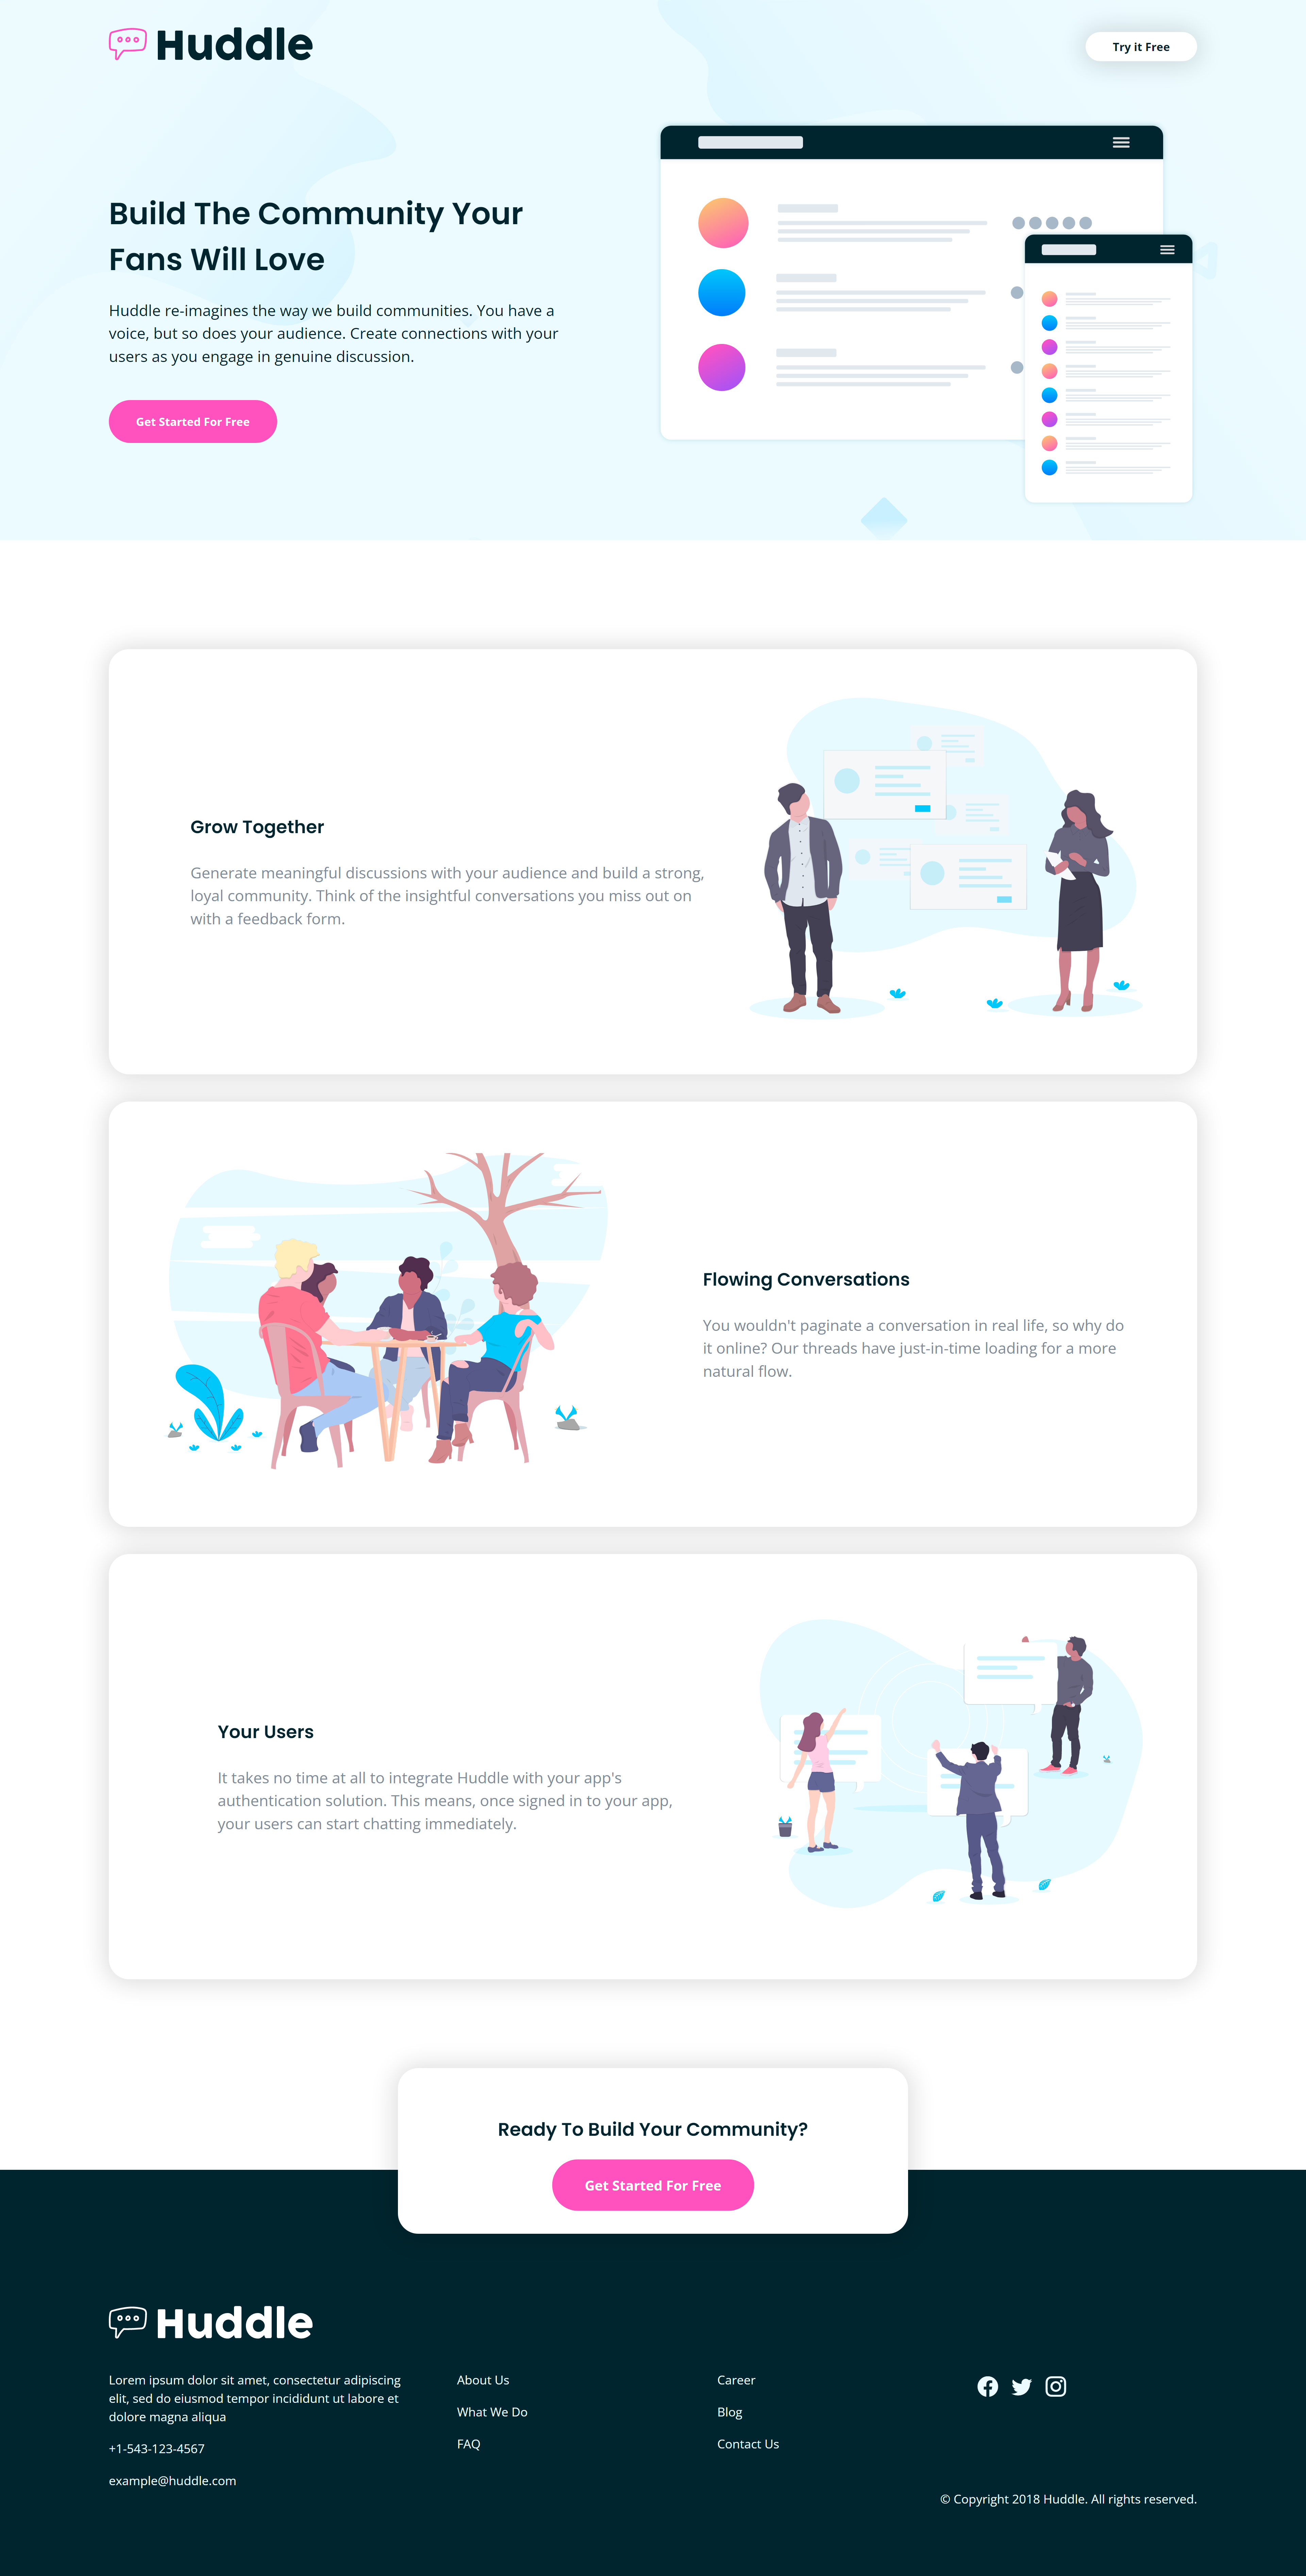 Huddle
Try it Free
Build The Community Your
Fans Will Love
Huddle re-imagines the way we build communities. You have a
voice, but so does your audience. Create connections with your
users as you engage in genuine discussion.
Get Started For Free
Grow Together
Generate meaningful discussions with your audience and build a strong,
loyal community. Think of the insightful conversations you miss out on
with a feedback form.
Flowing Conversations
You wouldn't paginate a conversation in real life, so why do
it online? Our threads have just-in-time loading for a more
natural flow.
Your Users
It takes no time at all to integrate Huddle with your app's
authentication solution. This means, once signed in to your app,
your users can start chatting immediately.
Ready To Build Your Community?
Get Started For Free
Huddle
Lorem ipsum dolor sit amet, consectetur adipiscing
elit, sed do eiusmod tempor incididunt ut labore et
dolore magna aliqua
+1-543-123-4567
example@huddle.com
About Us
What We Do
FAQ
Career
Blog
Contact Us
© Copyright 2018 Huddle. All rights reserved.